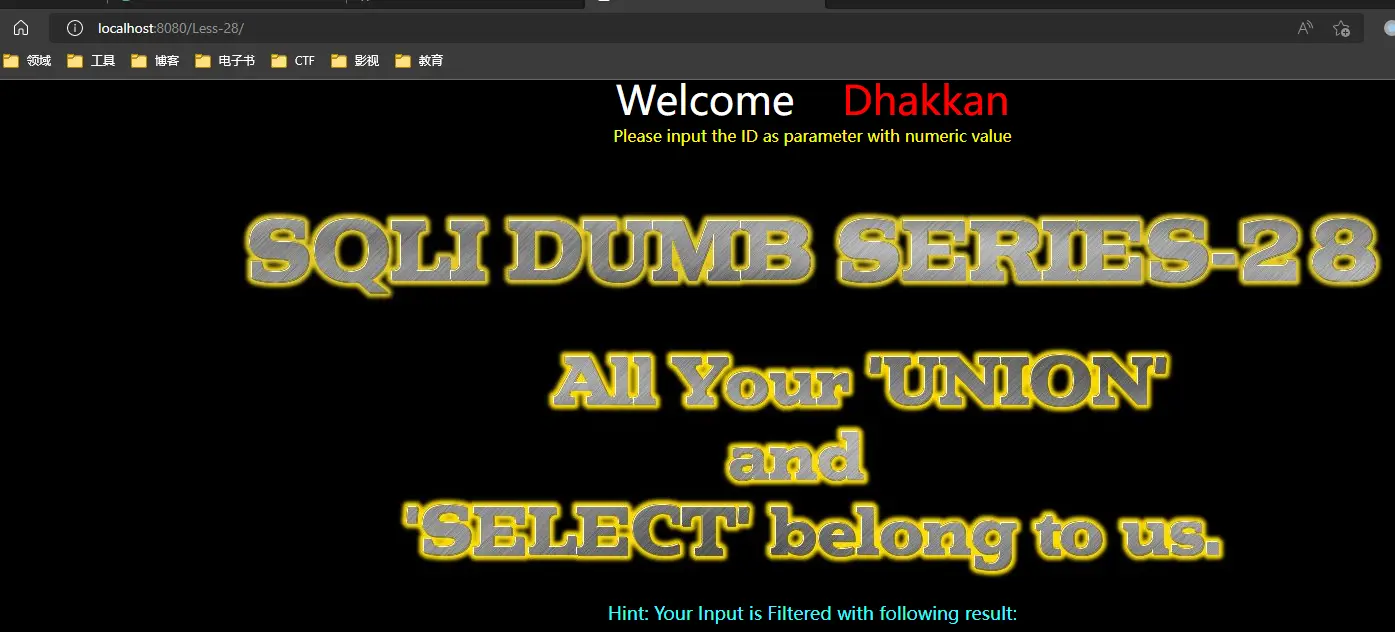 localhost:8080/Less-28/
领域 工具 博客 电子书 CTF 影视 教育
Welcome Dhakkan
Please input the ID as parameter with numeric value
SQLI DUMB SERIES-28
All Your 'UNION'
and
'SELECT' belong to us.
Hint: Your Input is Filtered with following result: